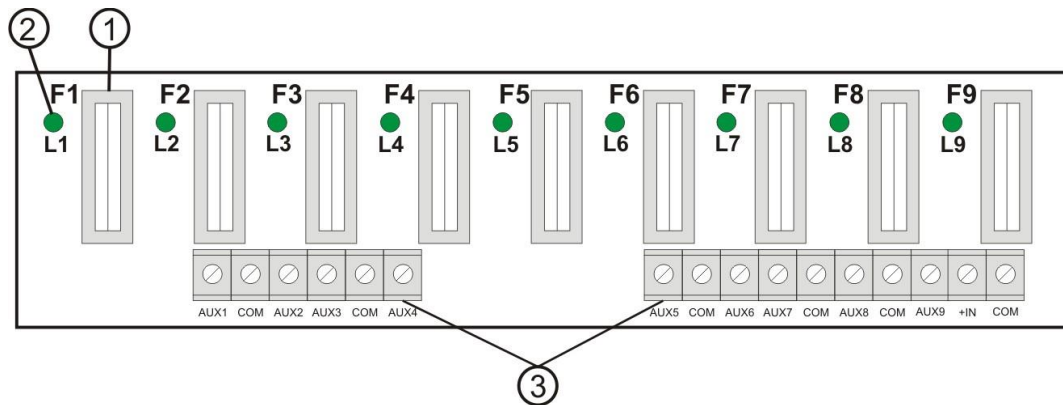 2 1
F1 F2 F3 F4 F5 F6 F7 F8 F9
L1 L2 L3 L4 L5 L6 L7 L8 L9
AUX1 COM AUX2 AUX3 COM AUX4 AUX5 COM AUX6 AUX7 COM AUX8 COM AUX9 +IN COM
3